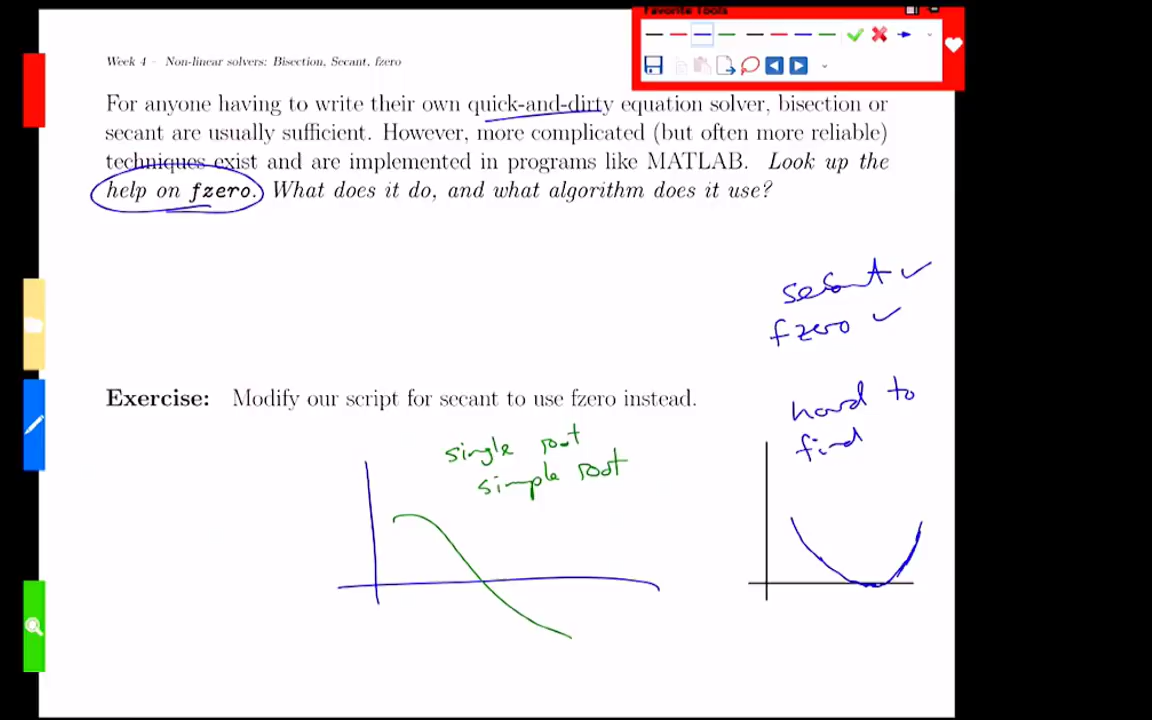 Favorite Tools
Week 4 - Non-linear solvers: Bisection, Secant, fzero
For anyone having to write their own quick-and-dirty equation solver, bisection or
secant are usually sufficient. However, more complicated (but often more reliable)
techniques exist and are implemented in programs like MATLAB. Look up the
help on fzero. What does it do, and what algorithm does it use?
secant ✓
fzero ✓
Exercise: Modify our script for secant to use fzero instead.
hard to
find
single root
simple root